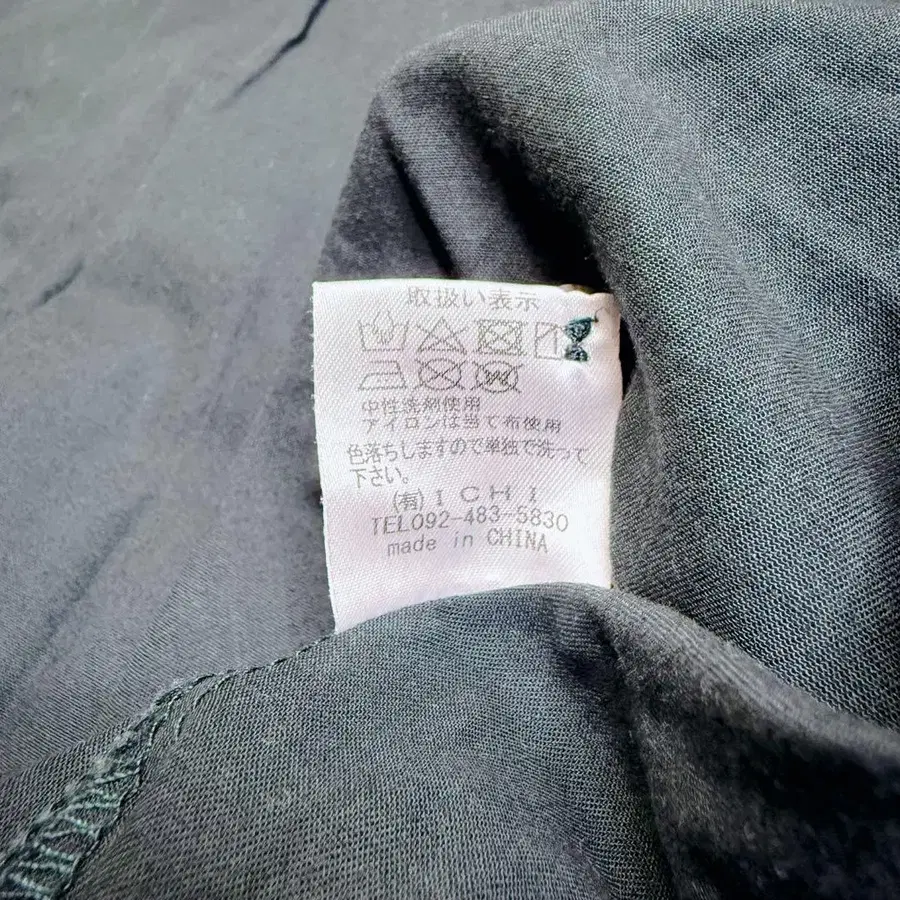 取扱い表示
中性洗剤使用
アイロンは当て布使用
色落ちしますので単独で洗って
下さい。
(有)ＩＣＨＩ
TEL092-483-5830
made in CHINA